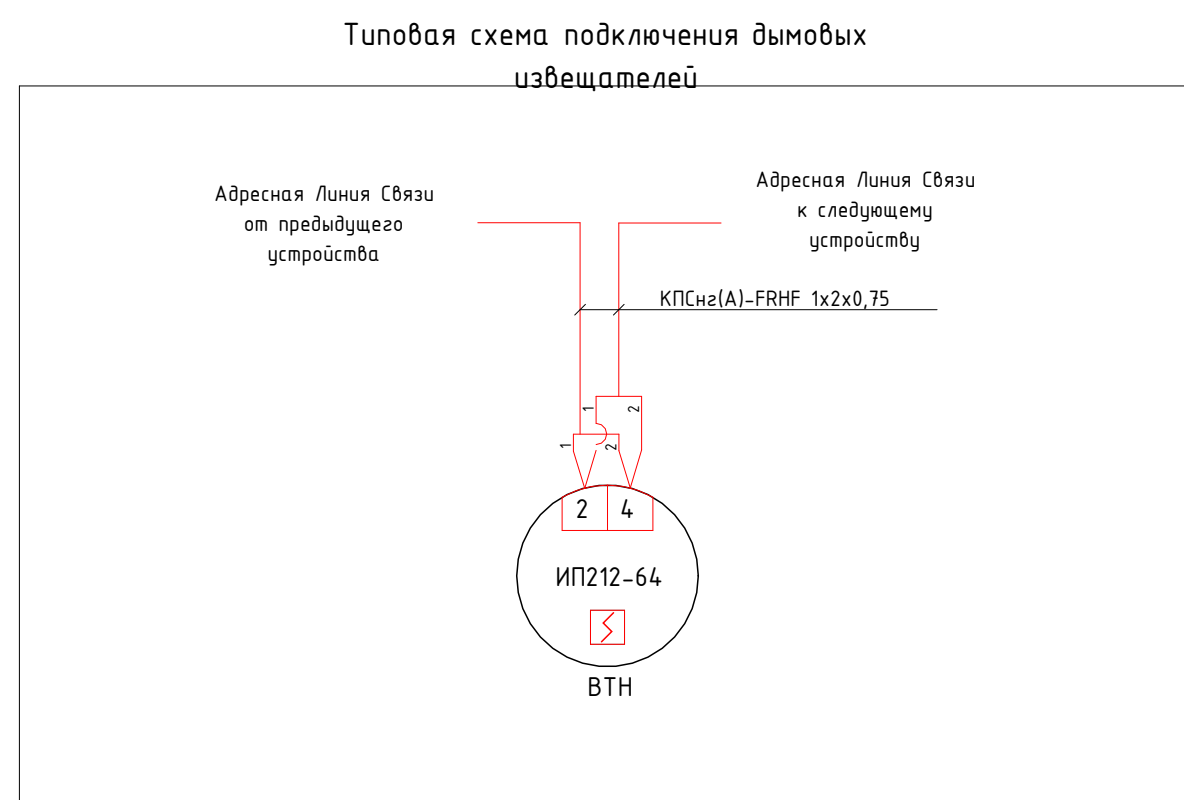 Типовая схема подключения дымовых
извещателей
Адресная Линия Связи
от предыдущего
устройства
Адресная Линия Связи
к следующему
устройству
КПСнг(А)-FRHF 1х2х0,75
1
2
1
2
2
4
ИП212-64
ВТН